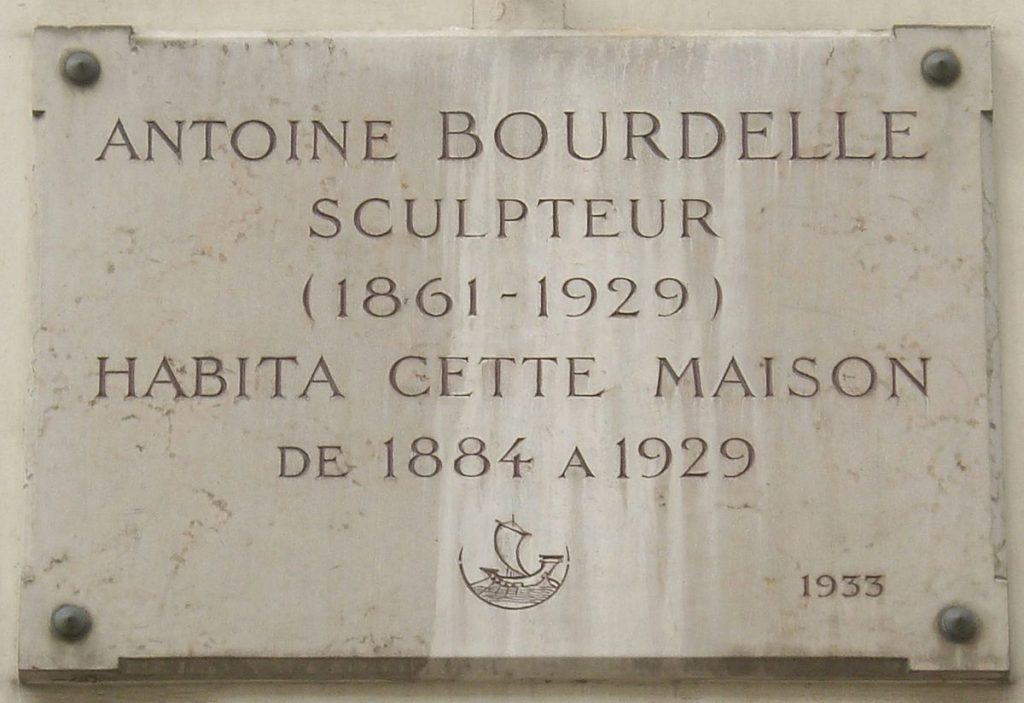 ANTOINE BOURDELLE
SCULPTEUR
(1861-1929)
HABITA CETTE MAISON
DE 1884 A 1929
1933